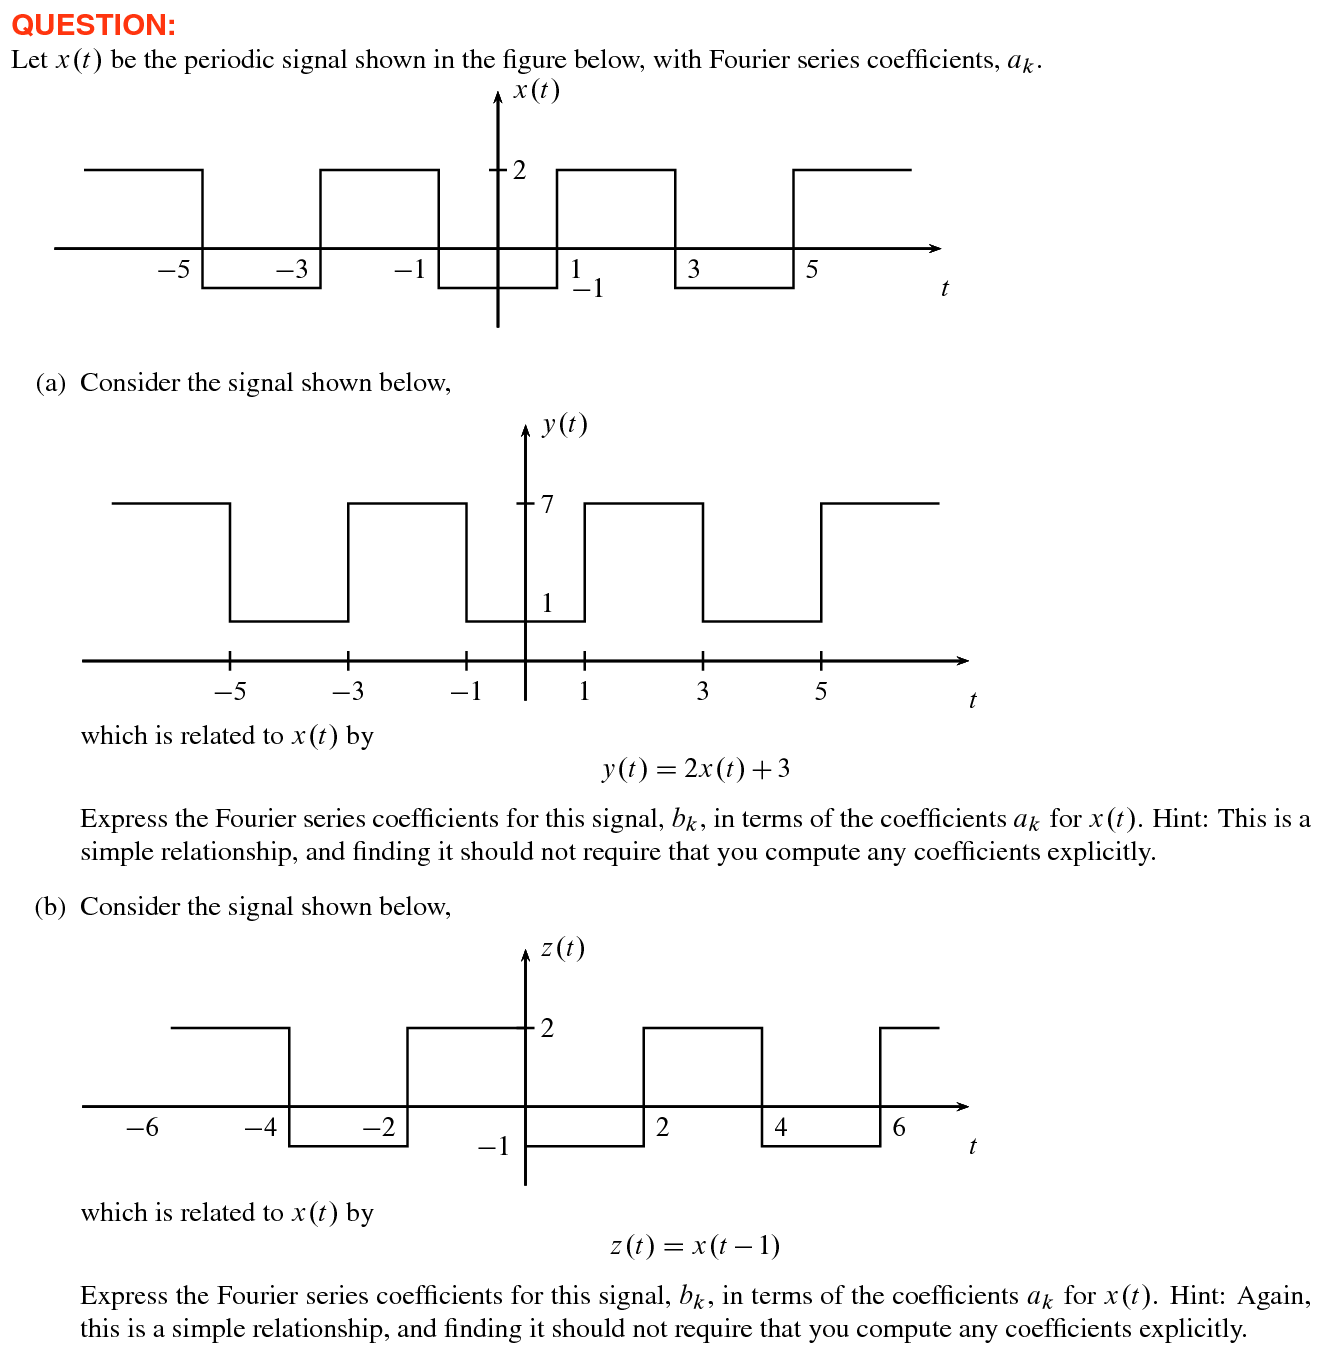 QUESTION:
Let x(t) be the periodic signal shown in the figure below, with Fourier series coefficients, a_k.
x(t)
2
−5 −3 −1 1 3 5
−1
t
(a) Consider the signal shown below,
y(t)
7
1
−5 −3 −1 1 3 5
t
which is related to x(t) by
y(t) = 2x(t) + 3
Express the Fourier series coefficients for this signal, b_k, in terms of the coefficients a_k for x(t). Hint: This is a
simple relationship, and finding it should not require that you compute any coefficients explicitly.
(b) Consider the signal shown below,
z(t)
2
−6 −4 −2 2 4 6
−1
t
which is related to x(t) by
z(t) = x(t − 1)
Express the Fourier series coefficients for this signal, b_k, in terms of the coefficients a_k for x(t). Hint: Again,
this is a simple relationship, and finding it should not require that you compute any coefficients explicitly.